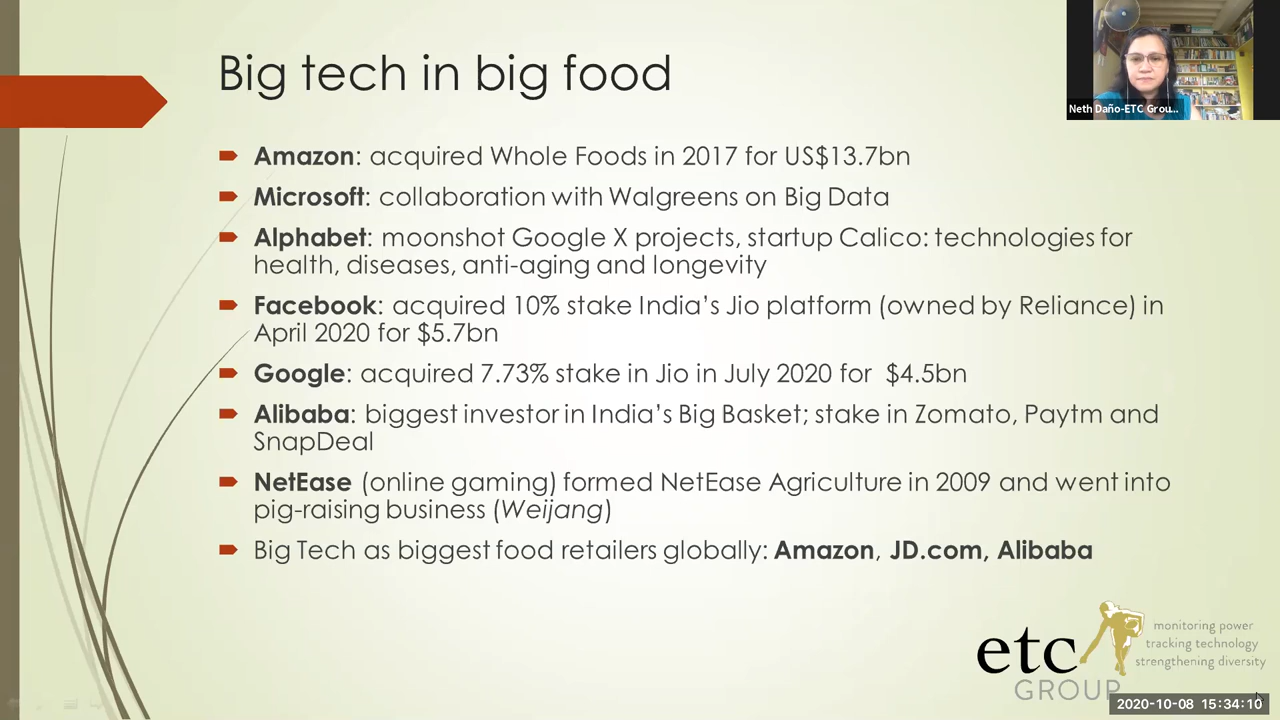 Big tech in big food
Neth Daño-ETC Grou...
Amazon: acquired Whole Foods in 2017 for US$13.7bn
Microsoft: collaboration with Walgreens on Big Data
Alphabet: moonshot Google X projects, startup Calico: technologies for
health, diseases, anti-aging and longevity
Facebook: acquired 10% stake India’s Jio platform (owned by Reliance) in
April 2020 for $5.7bn
Google: acquired 7.73% stake in Jio in July 2020 for $4.5bn
Alibaba: biggest investor in India’s Big Basket; stake in Zomato, Paytm and
SnapDeal
NetEase (online gaming) formed NetEase Agriculture in 2009 and went into
pig-raising business (Weijang)
Big Tech as biggest food retailers globally: Amazon, JD.com, Alibaba
etc
GROUP
monitoring power
tracking technology
strengthening diversity
2020-10-08 15:34:10